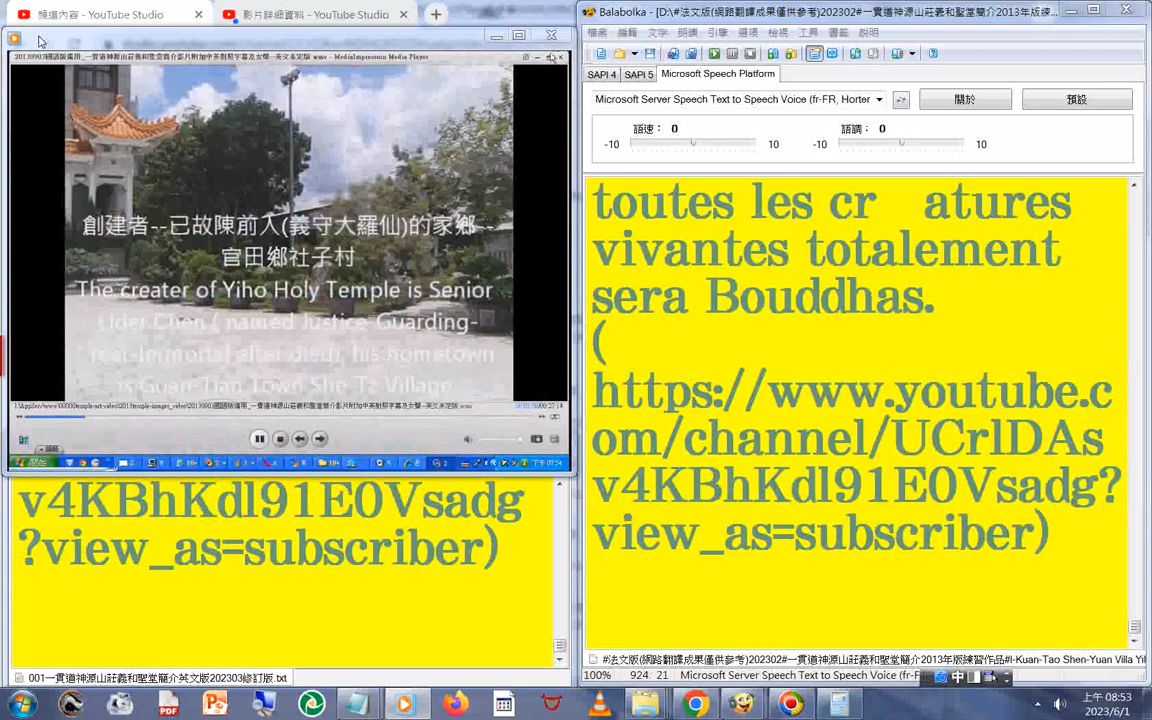 頻道內容 - YouTube Studio
影片詳細資料 - YouTube Studio
創建者--已故陳前人(義守大羅仙)的家鄉--
官田鄉社子村
The creater of Yiho Holy Temple is Senior
is Guan-Tian Town She-Tz Village
v4KBhKdl91E0Vsadg
?view_as=subscriber)
001一貫道神源山莊義和聖堂簡介英文版202303修訂版.txt
Balabolka - [D:\#法文版(網路翻譯成果僅供參考)202302#一貫道神源山莊義和聖堂簡介2013年版練...
檔案 編輯 文字 朗讀 引擎 選項 檢視 工具 書籤 說明
SAPI 4 SAPI 5 Microsoft Speech Platform
Microsoft Server Speech Text to Speech Voice (fr-FR, Horter
關於
預設
語速： 0
語調： 0
-10 10 -10 10
toutes les cr atures
vivantes totalement
sera Bouddhas.
(
https://www.youtube.c
om/channel/UCrlDAs
v4KBhKdl91E0Vsadg?
view_as=subscriber)
#法文版(網路翻譯成果僅供參考)202302#一貫道神源山莊義和聖堂簡介2013年版練習作品#I-Kuan-Tao Shen-Yuan Villa Yih
100% 924 21 Microsoft Server Speech Text to Speech Voice (fr-F
中
上午 08:53
2023/6/1